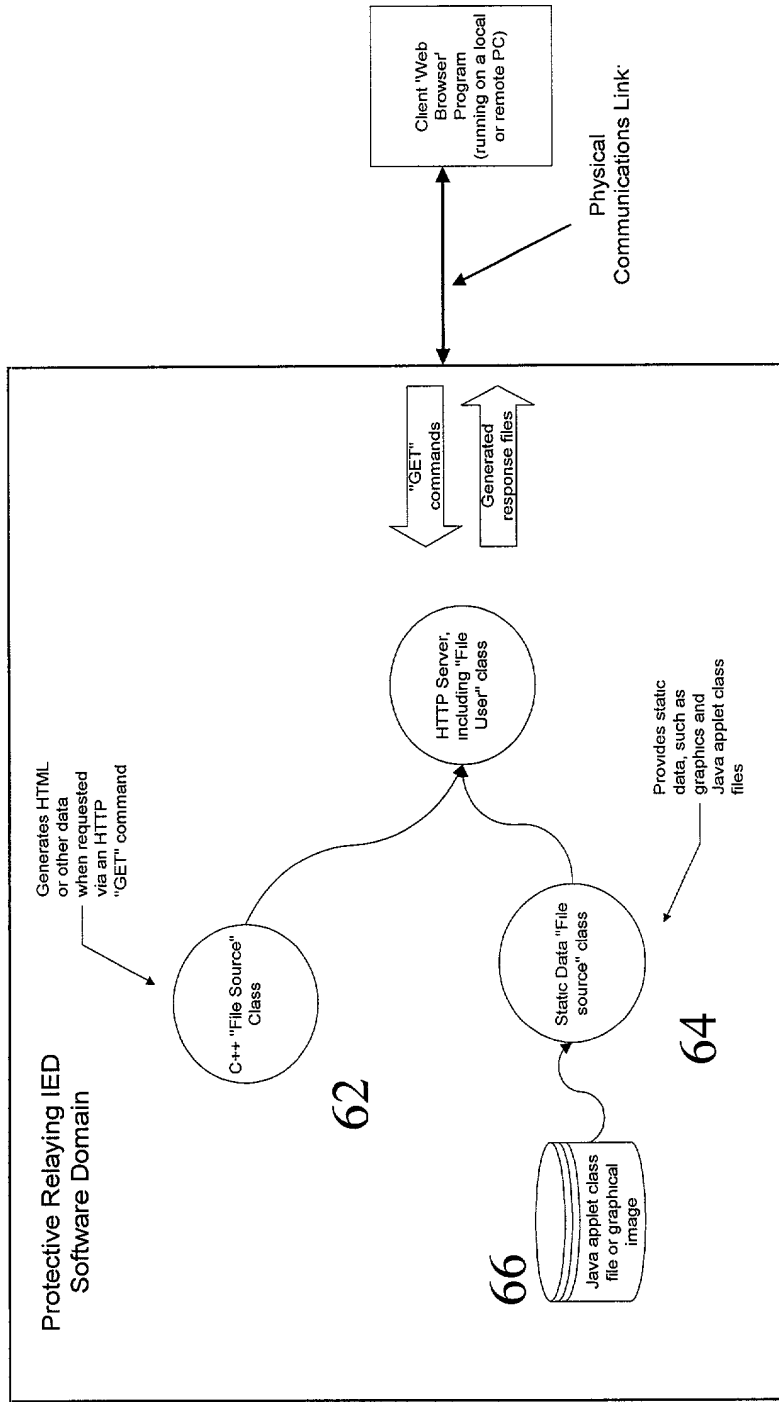 Protective Relaying IED
Software Domain
Generates HTML
or other data
when requested
via an HTTP
"GET" command
C++ "File Source"
Class
62
66
Java applet class
file or graphical
image
Static Data "File
source" class
64
Provides static
data, such as
graphics and
Java applet class
files
HTTP Server,
including "File
User" class
"GET"
commands
Generated
response files
Client 'Web
Browser'
Program
(running on a local
or remote PC)
Physical
Communications Link: